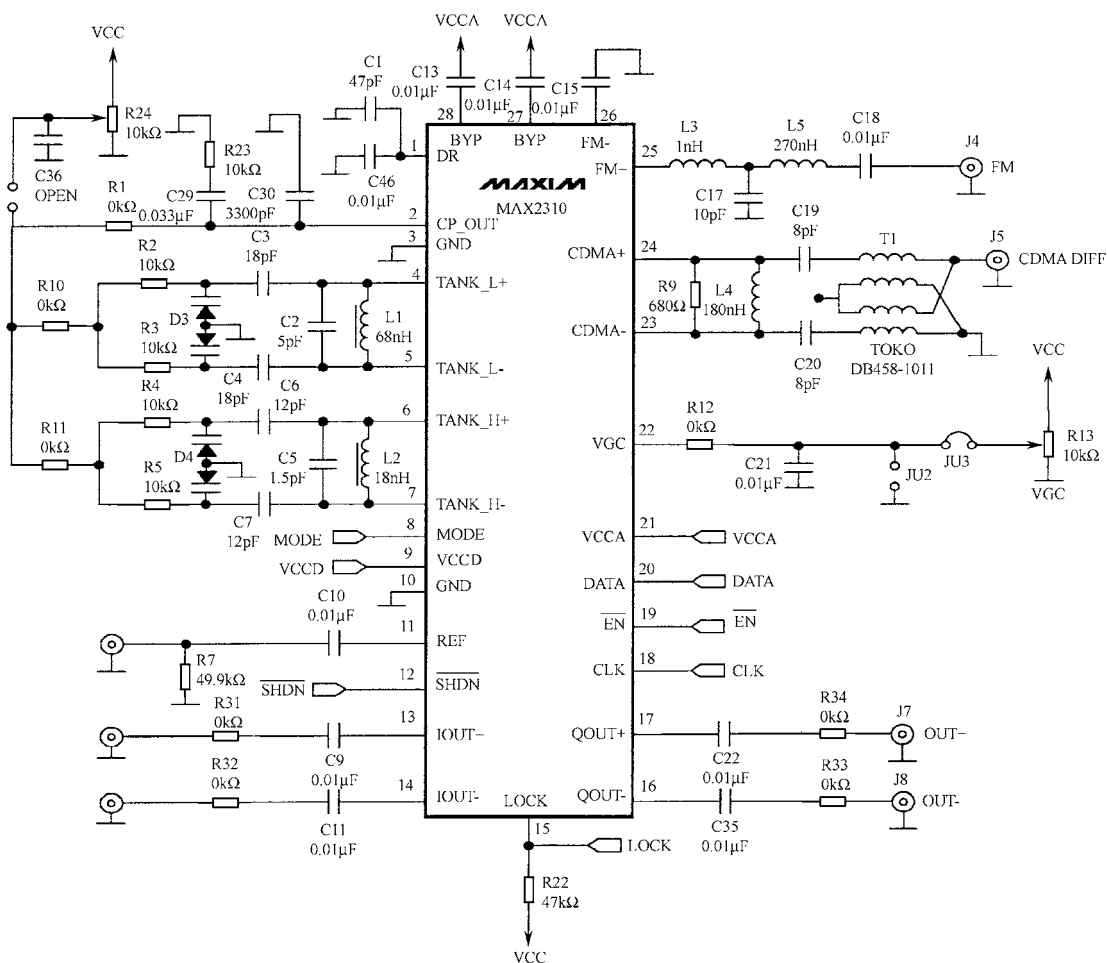 VCCA
VCCA
VCC
C1
47pF
C13
0.01μF
C14
0.01μF
C15
0.01μF
28
27
26
BYP
BYP
FM-
R24
10kΩ
C36
OPEN
R23
10kΩ
1
DR
C46
0.01μF
MAXIM
MAX2310
25
FM+
L3
1nH
L5
270nH
C18
0.01μF
J4
FM
C17
10pF
R1
0kΩ
C29
0.033μF
C30
3300pF
2
CP_OUT
3
GND
C3
18pF
R2
10kΩ
4
TANK_L+
R10
0kΩ
D3
R3
10kΩ
C2
5pF
L1
68nH
5
TANK_L-
C4
18pF
24
CDMA+
C19
8pF
T1
J5
CDMA DIFF
R9
680Ω
L4
180nH
23
CDMA-
C20
8pF
TOKO
DB458-1011
R4
10kΩ
C6
12pF
6
TANK_H+
R11
0kΩ
D4
R5
10kΩ
C5
1.5pF
L2
18nH
7
TANK_H-
C7
12pF
VCC
R12
0kΩ
22
VGC
R13
10kΩ
C21
0.01μF
JU2
JU3
VGC
MODE
8
MODE
VCCD
9
VCCD
10
GND
21
VCCA
VCCA
20
DATA
DATA
19
EN
EN
18
CLK
CLK
C10
0.01μF
11
REF
R7
49.9kΩ
SHDN
12
SHDN
R31
0kΩ
13
IOUT+
C9
0.01μF
R32
0kΩ
14
IOUT-
C11
0.01μF
17
QOUT+
R34
0kΩ
J7
OUT+
C22
0.01μF
R33
0kΩ
J8
16
QOUT-
OUT-
C35
0.01μF
LOCK
15
LOCK
R22
47kΩ
VCC